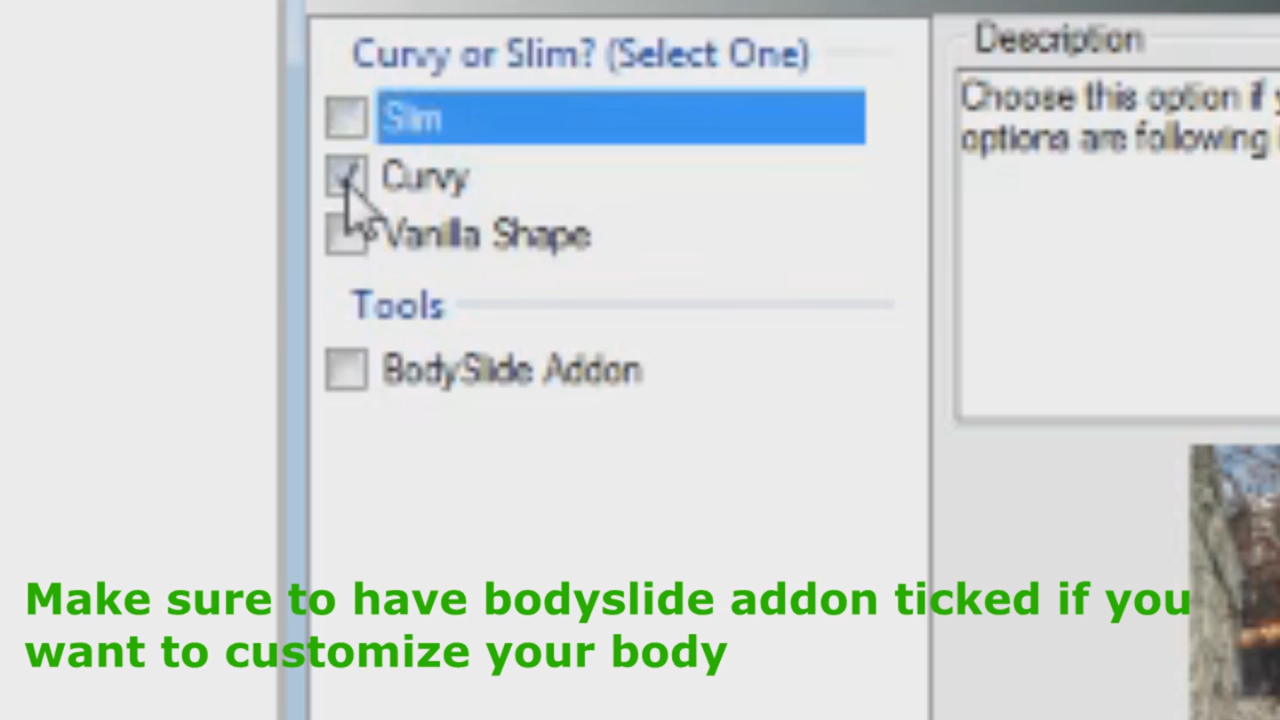 Curvy or Slim? (Select One)
Slim
Curvy
Vanilla Shape
Tools
BodySlide Addon
Description
Choose this option if
options are following
Make sure to have bodyslide addon ticked if you
want to customize your body